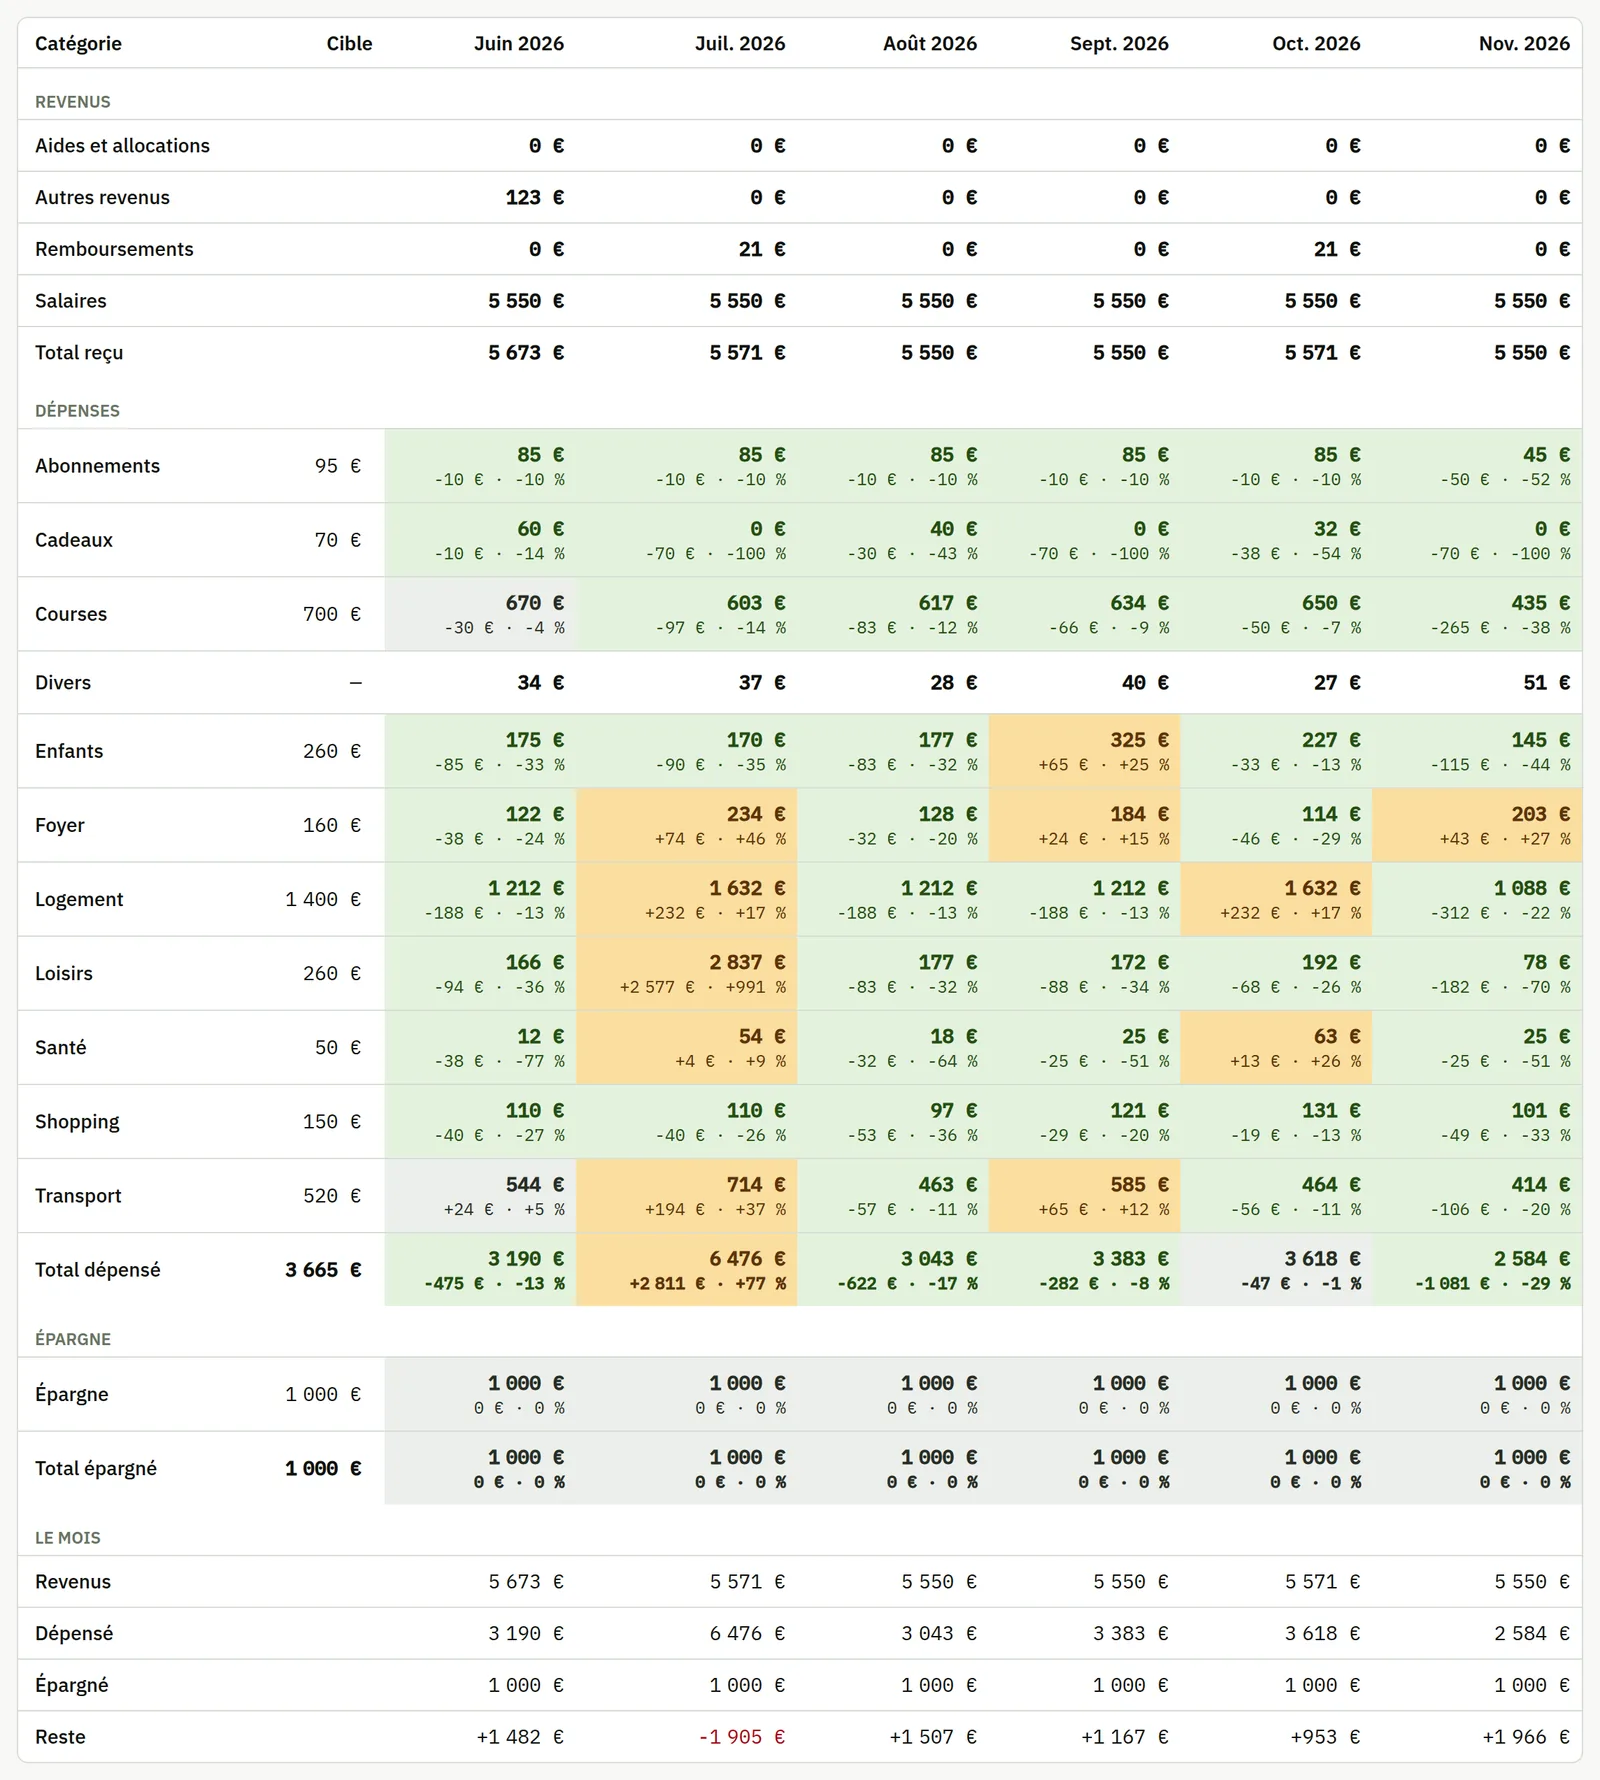 Catégorie Cible Juin 2026 Juil. 2026 Août 2026 Sept. 2026 Oct. 2026 Nov. 2026
REVENUS
Aides et allocations 0 € 0 € 0 € 0 € 0 € 0 €
Autres revenus 123 € 0 € 0 € 0 € 0 € 0 €
Remboursements 0 € 21 € 0 € 0 € 21 € 0 €
Salaires 5 550 € 5 550 € 5 550 € 5 550 € 5 550 € 5 550 €
Total reçu 5 673 € 5 571 € 5 550 € 5 550 € 5 571 € 5 550 €
DÉPENSES
Abonnements 95 € 85 € 85 € 85 € 85 € 85 € 45 €
-10 € · -10 % -10 € · -10 % -10 € · -10 % -10 € · -10 % -10 € · -10 % -50 € · -52 %
Cadeaux 70 € 60 € 0 € 40 € 0 € 32 € 0 €
-10 € · -14 % -70 € · -100 % -30 € · -43 % -70 € · -100 % -38 € · -54 % -70 € · -100 %
Courses 700 € 670 € 603 € 617 € 634 € 650 € 435 €
-30 € · -4 % -97 € · -14 % -83 € · -12 % -66 € · -9 % -50 € · -7 % -265 € · -38 %
Divers — 34 € 37 € 28 € 40 € 27 € 51 €
Enfants 260 € 175 € 170 € 177 € 325 € 227 € 145 €
-85 € · -33 % -90 € · -35 % -83 € · -32 % +65 € · +25 % -33 € · -13 % -115 € · -44 %
Foyer 160 € 122 € 234 € 128 € 184 € 114 € 203 €
-38 € · -24 % +74 € · +46 % -32 € · -20 % +24 € · +15 % -46 € · -29 % +43 € · +27 %
Logement 1 400 € 1 212 € 1 632 € 1 212 € 1 212 € 1 632 € 1 088 €
-188 € · -13 % +232 € · +17 % -188 € · -13 % -188 € · -13 % +232 € · +17 % -312 € · -22 %
Loisirs 260 € 166 € 2 837 € 177 € 172 € 192 € 78 €
-94 € · -36 % +2 577 € · +991 % -83 € · -32 % -88 € · -34 % -68 € · -26 % -182 € · -70 %
Santé 50 € 12 € 54 € 18 € 25 € 63 € 25 €
-38 € · -77 % +4 € · +9 % -32 € · -64 % -25 € · -51 % +13 € · +26 % -25 € · -51 %
Shopping 150 € 110 € 110 € 97 € 121 € 131 € 101 €
-40 € · -27 % -40 € · -26 % -53 € · -36 % -29 € · -20 % -19 € · -13 % -49 € · -33 %
Transport 520 € 544 € 714 € 463 € 585 € 464 € 414 €
+24 € · +5 % +194 € · +37 % -57 € · -11 % +65 € · +12 % -56 € · -11 % -106 € · -20 %
Total dépensé 3 665 € 3 190 € 6 476 € 3 043 € 3 383 € 3 618 € 2 584 €
-475 € · -13 % +2 811 € · +77 % -622 € · -17 % -282 € · -8 % -47 € · -1 % -1 081 € · -29 %
ÉPARGNE
Épargne 1 000 € 1 000 € 1 000 € 1 000 € 1 000 € 1 000 € 1 000 €
0 € · 0 % 0 € · 0 % 0 € · 0 % 0 € · 0 % 0 € · 0 % 0 € · 0 %
Total épargné 1 000 € 1 000 € 1 000 € 1 000 € 1 000 € 1 000 € 1 000 €
0 € · 0 % 0 € · 0 % 0 € · 0 % 0 € · 0 % 0 € · 0 % 0 € · 0 %
LE MOIS
Revenus 5 673 € 5 571 € 5 550 € 5 550 € 5 571 € 5 550 €
Dépensé 3 190 € 6 476 € 3 043 € 3 383 € 3 618 € 2 584 €
Épargné 1 000 € 1 000 € 1 000 € 1 000 € 1 000 € 1 000 €
Reste +1 482 € -1 905 € +1 507 € +1 167 € +953 € +1 966 €